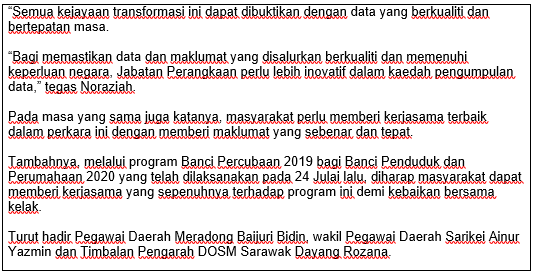 “Semua kejayaan transformasi ini dapat dibuktikan dengan data yang berkualiti dan
bertepatan masa.
“Bagi memastikan data dan maklumat yang disalurkan berkualiti dan memenuhi
keperluan negara, Jabatan Perangkaan perlu lebih inovatif dalam kaedah pengumpulan
data,” tegas Noraziah.
Pada masa yang sama juga katanya, masyarakat perlu memberi kerjasama terbaik
dalam perkara ini dengan memberi maklumat yang sebenar dan tepat.
Tambahnya, melalui program Banci Percubaan 2019 bagi Banci Penduduk dan
Perumahaan 2020 yang telah dilaksanakan pada 24 Julai lalu, diharap masyarakat dapat
memberi kerjasama yang sepenuhnya terhadap program ini demi kebaikan bersama
kelak.
Turut hadir Pegawai Daerah Meradong Baijuri Bidin, wakil Pegawai Daerah Sarikei Ainur
Yazmin dan Timbalan Pengarah DOSM Sarawak Dayang Rozana.